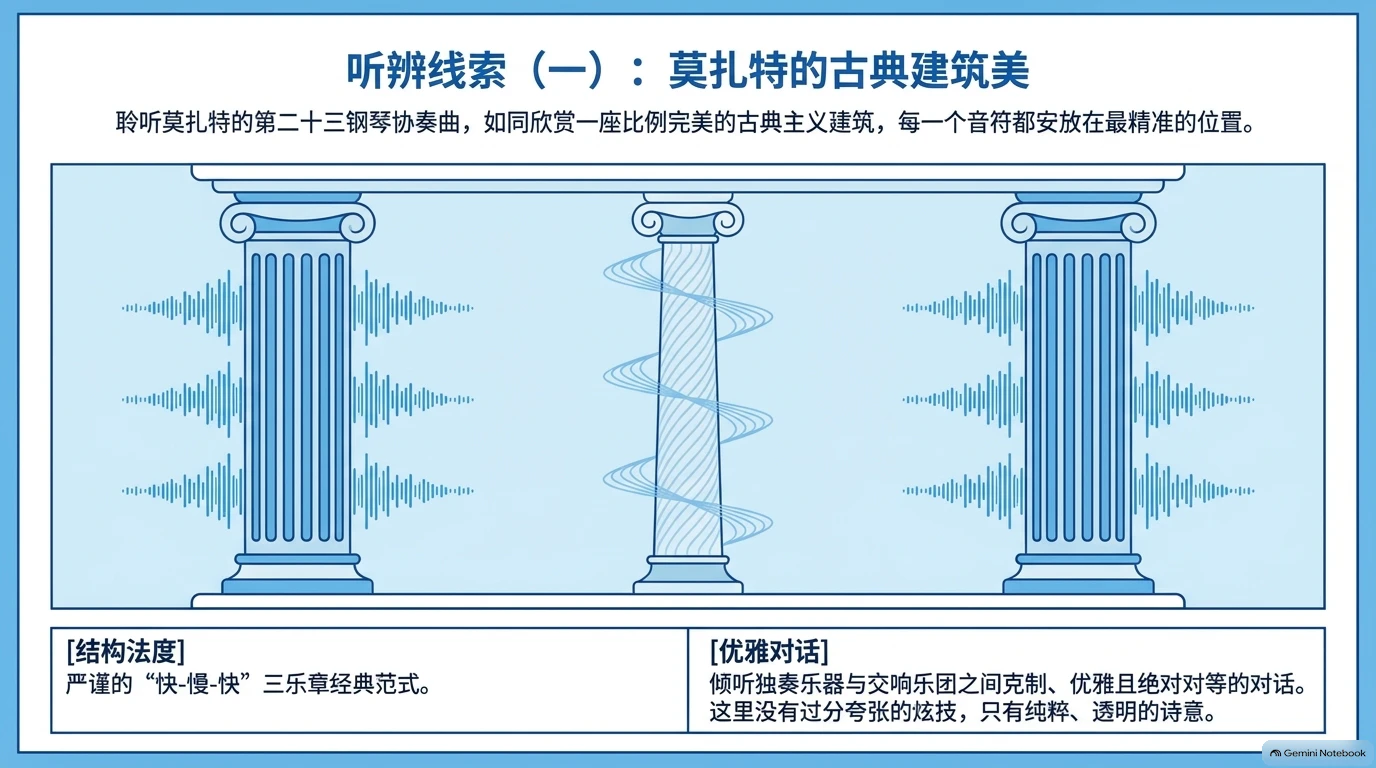 听辨线索（一）：莫扎特的古典建筑美
聆听莫扎特的第二十三钢琴协奏曲，如同欣赏一座比例完美的古典主义建筑，每一个音符都安放在最精准的位置。
[结构法度]
严谨的“快-慢-快”三乐章经典范式。
[优雅对话]
倾听独奏乐器与交响乐团之间克制、优雅且绝对对等的对话。
这里没有过分夸张的炫技，只有纯粹、透明的诗意。
Gemini Notebook